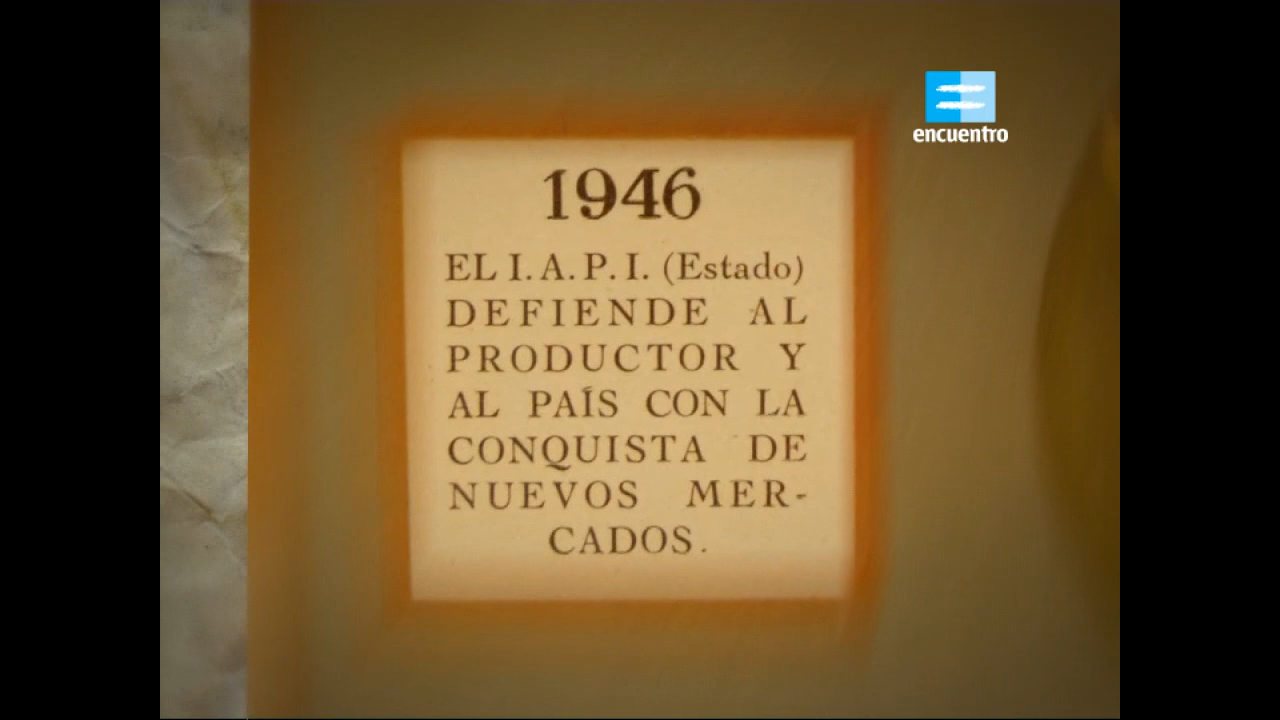 encuentro
1946
EL I. A. P. I. (Estado)
DEFIENDE AL
PRODUCTOR Y
AL PAÍS CON LA
CONQUISTA DE
NUEVOS MER-
CADOS.